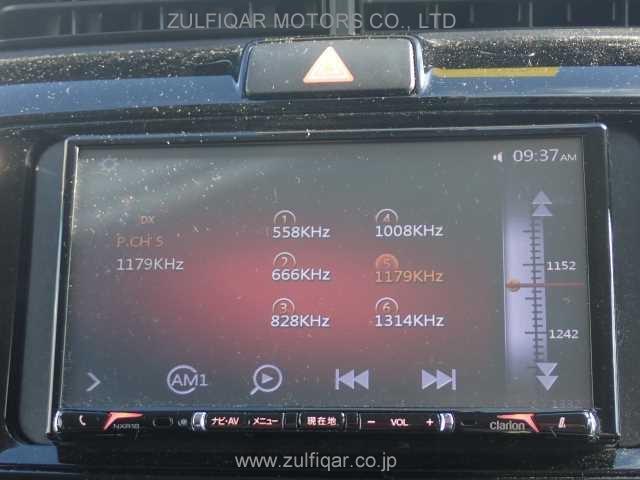 ZULFIQAR MOTORS CO., LTD
09:37AM
DX
P.CH 5
1179KHz
1
558KHz
4
1008KHz
2
666KHz
5
1179KHz
3
828KHz
6
1314KHz
1152
1242
1332
AM1
NXR18
ナビ・AV
メニュー
現在地
− VOL +
clarion
www.zulfiqar.co.jp